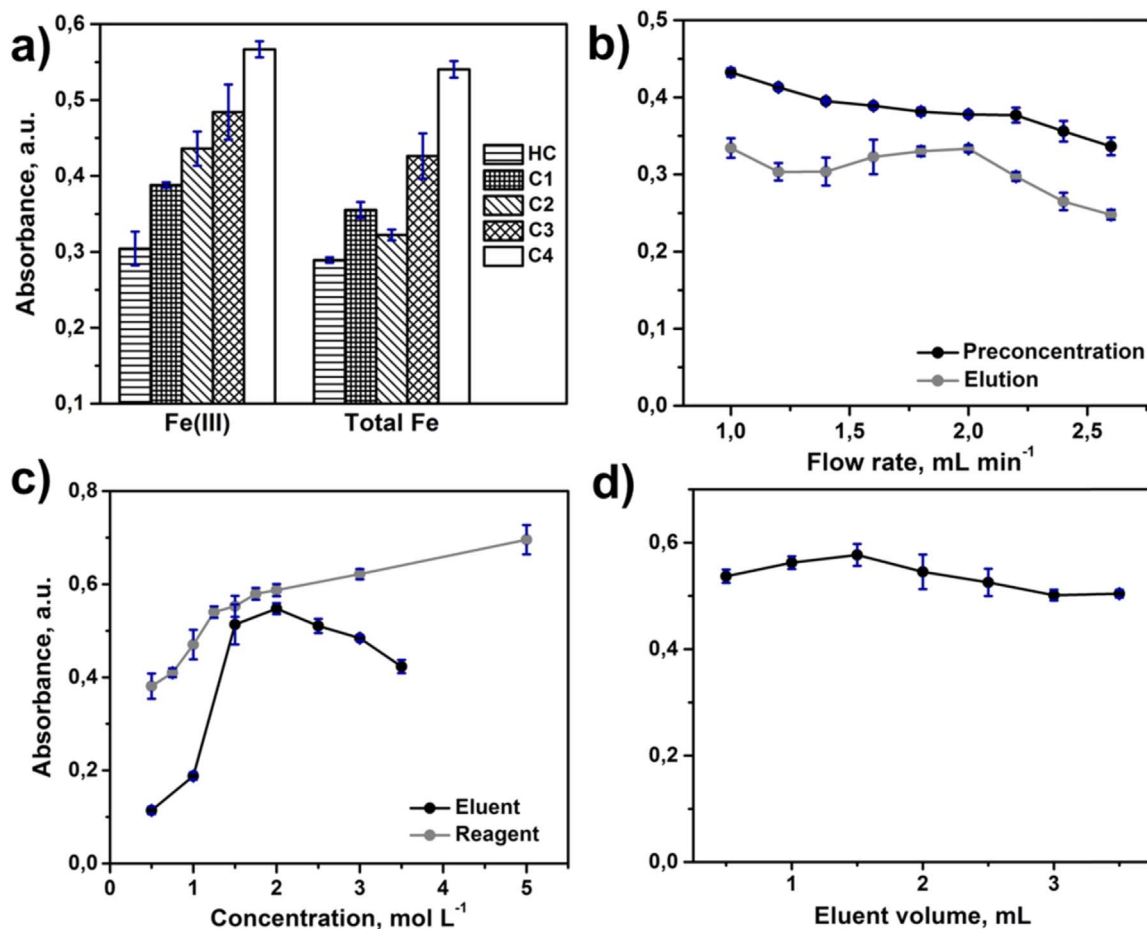 a)
Absorbance, a.u.
0,6
0,5
0,4
0,3
0,2
0,1
HC
C1
C2
C3
C4
Fe(III) Total Fe
b)
0,5
0,4
0,3
0,2
0,1
0,0
Preconcentration
Elution
1,0 1,5 2,0 2,5
Flow rate, mL min⁻¹
c)
Absorbance, a.u.
0,8
0,6
0,4
0,2
0,0
Eluent
Reagent
0 1 2 3 4 5
Concentration, mol L⁻¹
d)
0,6
0,4
0,2
0,0
1 2 3
Eluent volume, mL